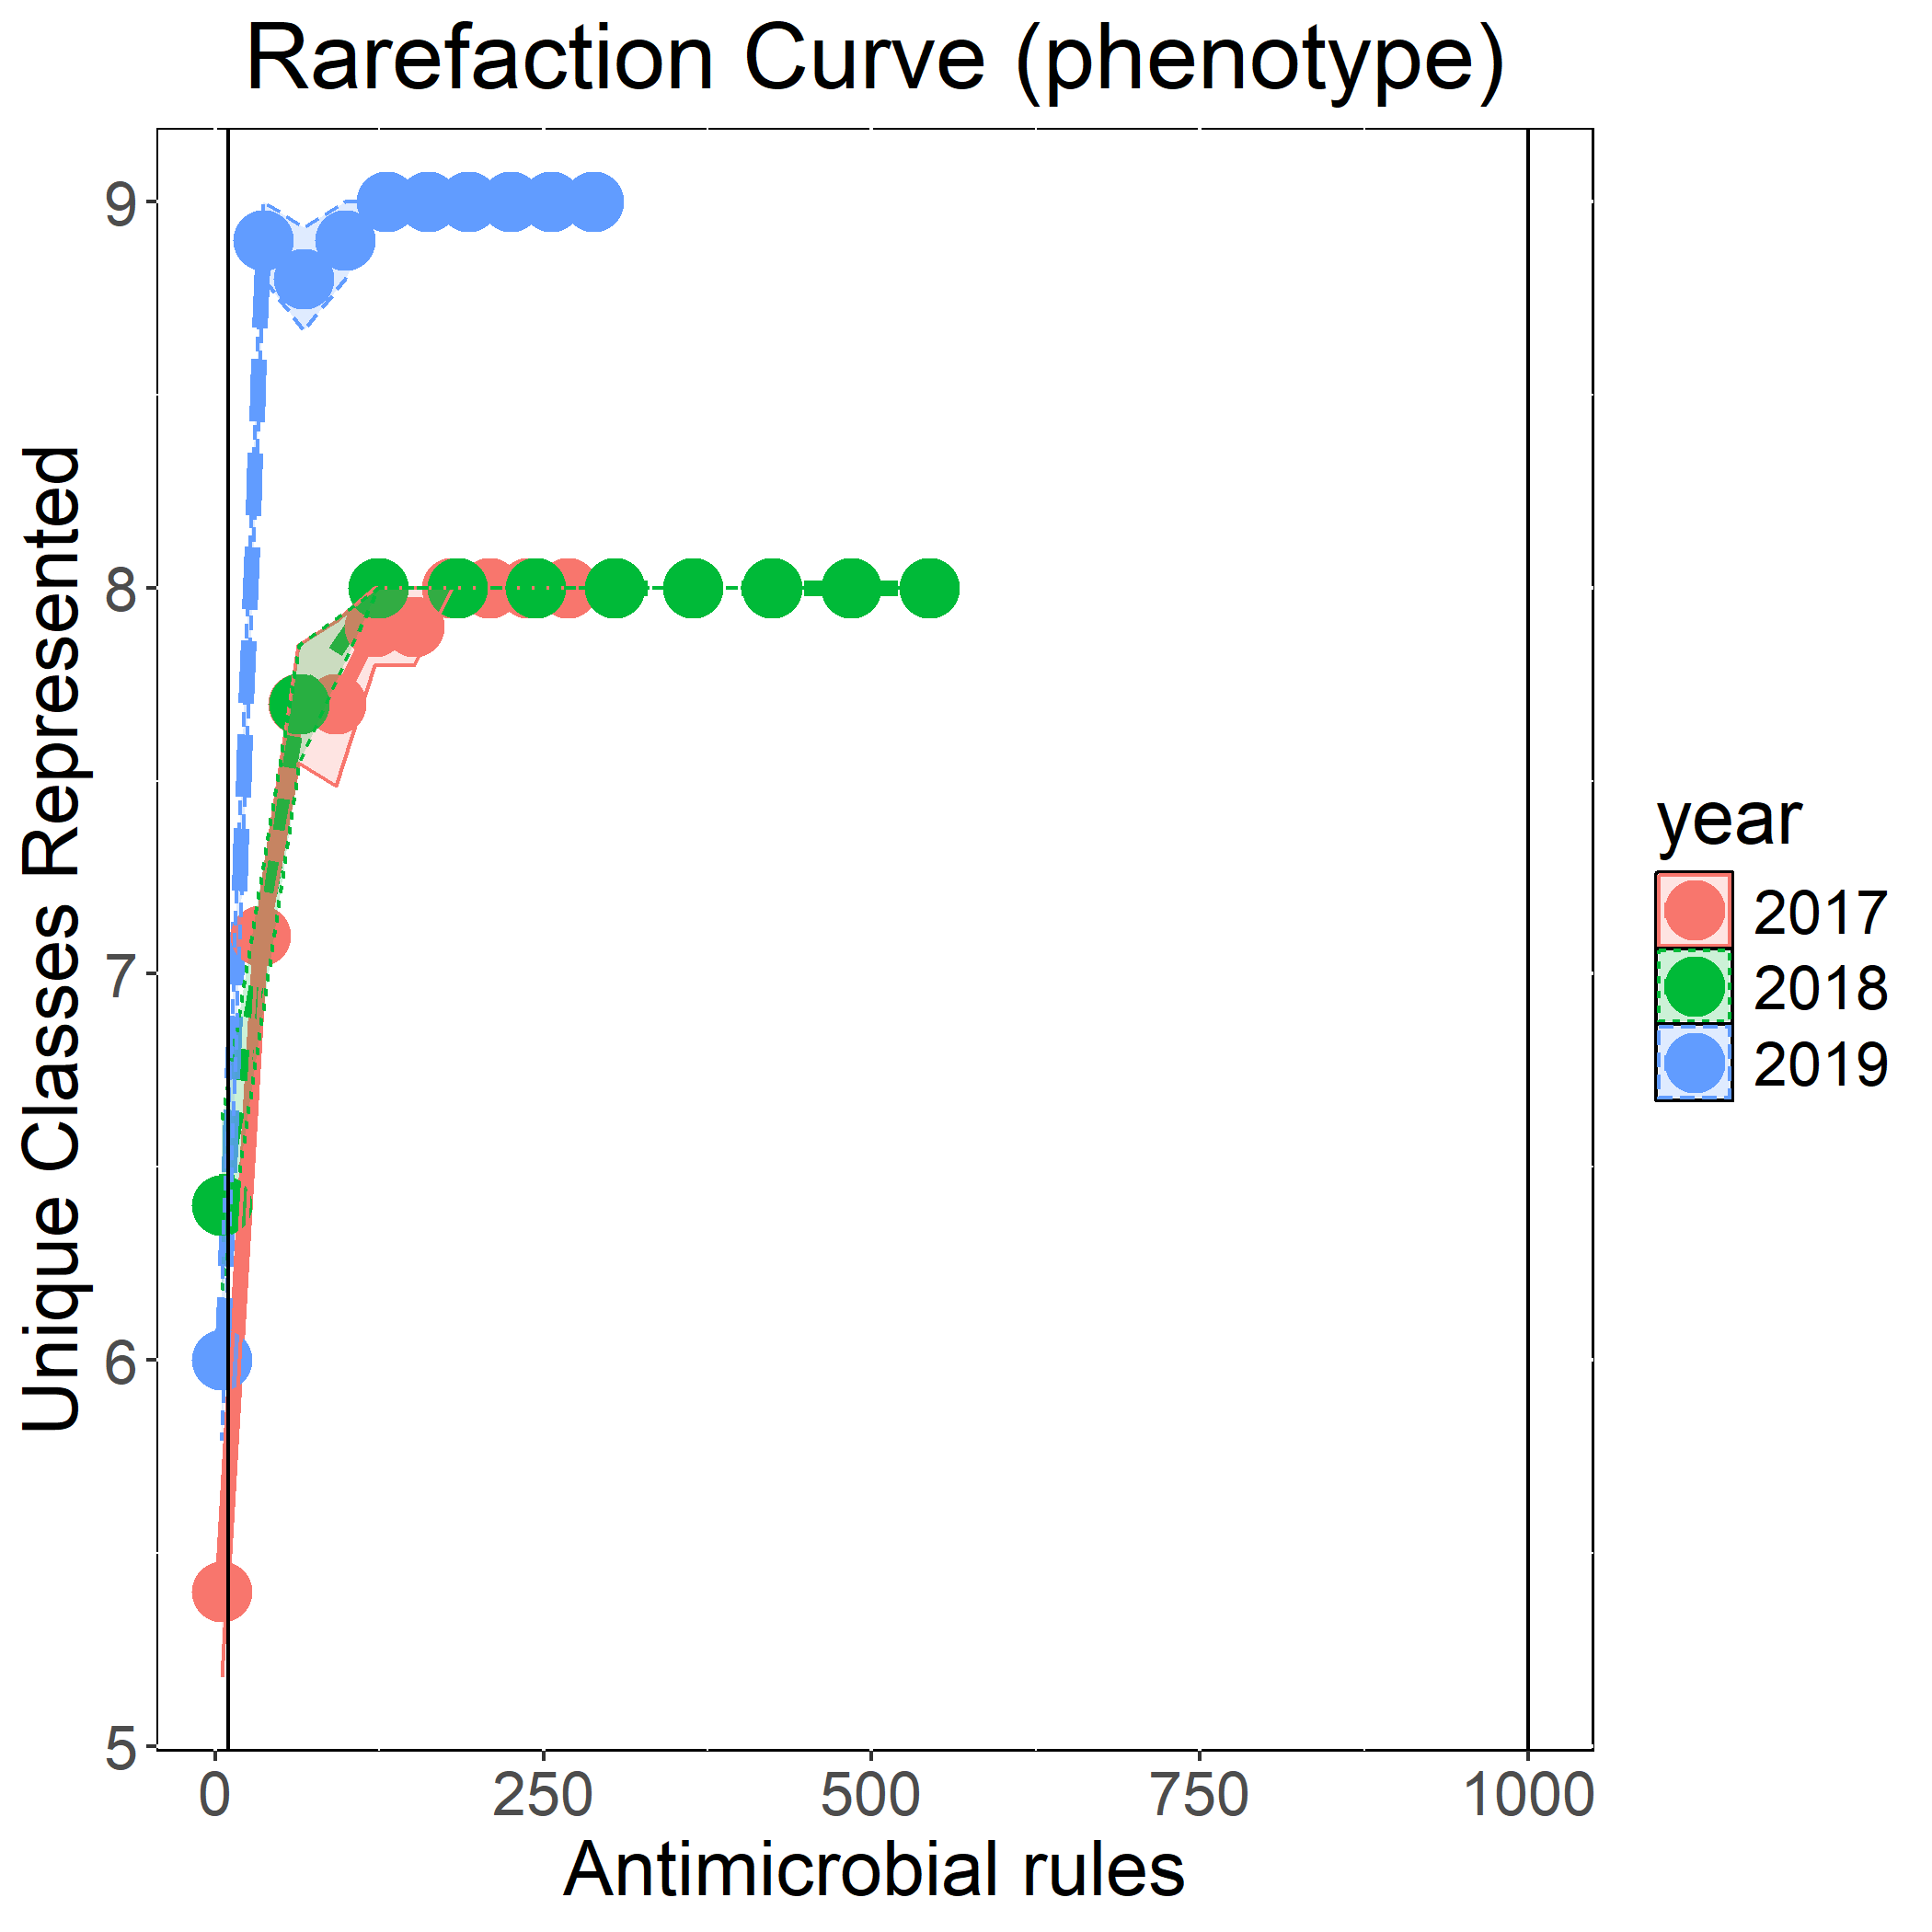 Rarefaction Curve (phenotype)
Unique Classes Represented
9
8
7
6
5
0 250 500 750 1000
Antimicrobial rules
year
2017
2018
2019